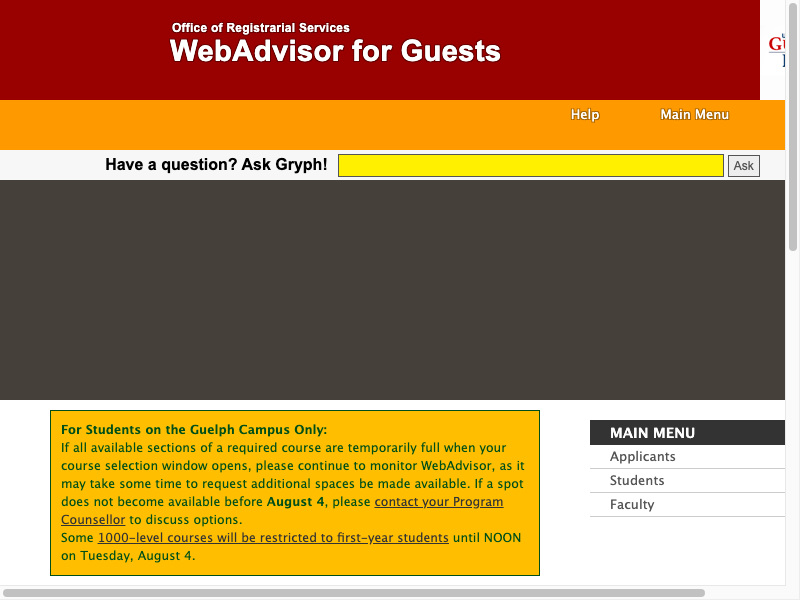 Office of Registrarial Services
WebAdvisor for Guests
Help
Main Menu
Have a question? Ask Gryph!
Ask
For Students on the Guelph Campus Only:
If all available sections of a required course are temporarily full when your
course selection window opens, please continue to monitor WebAdvisor, as it
may take some time to request additional spaces be made available. If a spot
does not become available before August 4, please contact your Program
Counsellor to discuss options.
Some 1000-level courses will be restricted to first-year students until NOON
on Tuesday, August 4.
MAIN MENU
Applicants
Students
Faculty